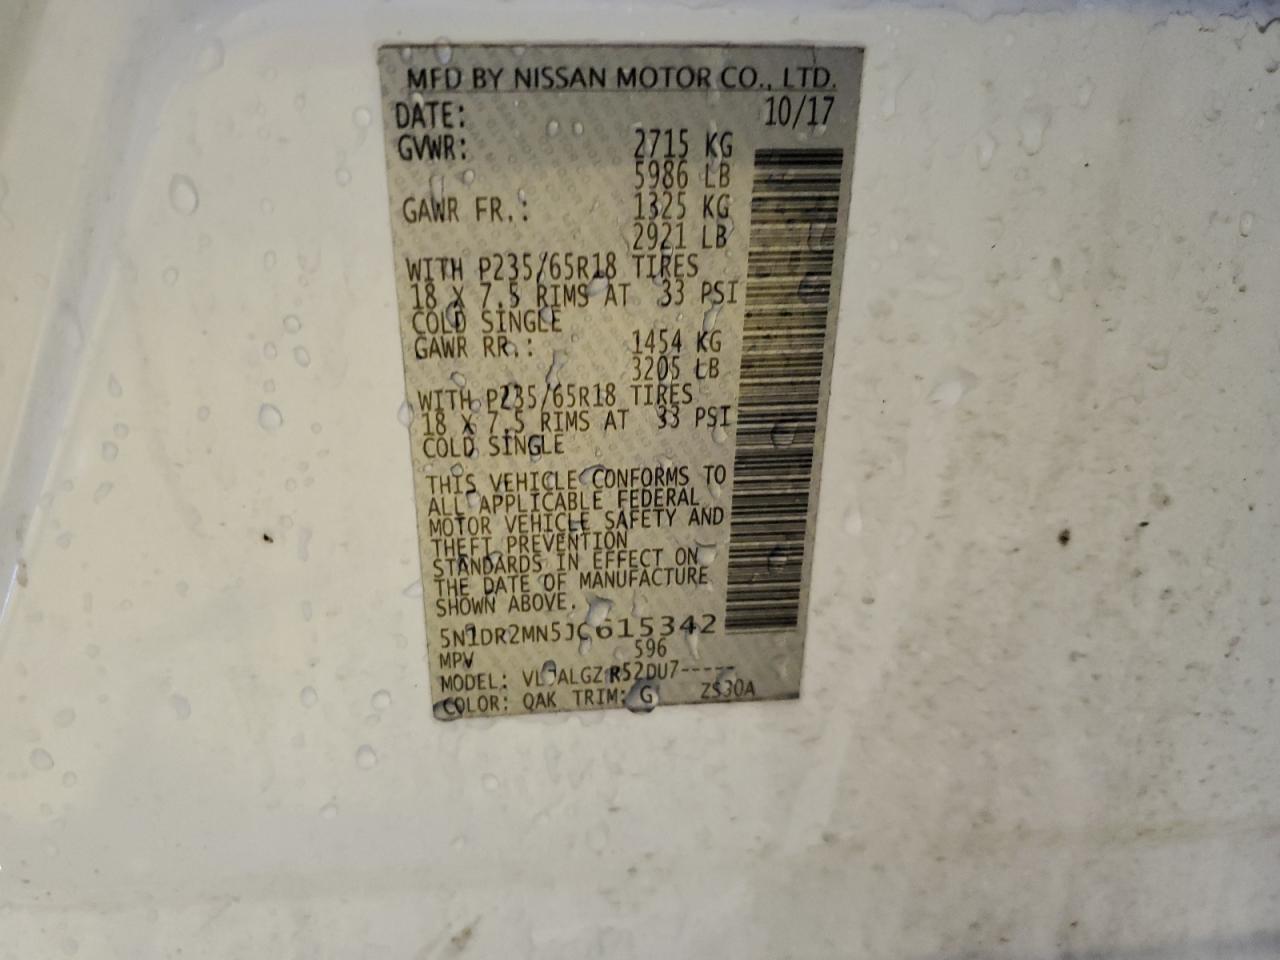 MFD BY NISSAN MOTOR CO., LTD.
DATE: 10/17
GVWR: 2715 KG
5986 LB
GAWR FR.: 1325 KG
2921 LB
WITH P235/65R18 TIRES
18 X 7.5 RIMS AT 33 PSI
COLD SINGLE
GAWR RR.: 1454 KG
3205 LB
WITH P235/65R18 TIRES
18 X 7.5 RIMS AT 33 PSI
COLD SINGLE
THIS VEHICLE CONFORMS TO
ALL APPLICABLE FEDERAL
MOTOR VEHICLE SAFETY AND
THEFT PREVENTION
STANDARDS IN EFFECT ON
THE DATE OF MANUFACTURE
SHOWN ABOVE.
5N1DR2MN5JC615342
MPV 596
MODEL:
COLOR: QAK TRIM: G ZS30A